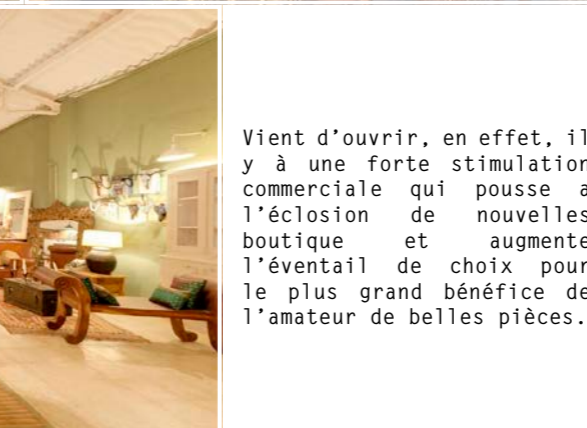 Vient d’ouvrir, en effet, il
y à une forte stimulation
commerciale qui pousse a
l’éclosion de nouvelles
boutique et augmente
l’éventail de choix pour
le plus grand bénéfice de
l’amateur de belles pièces.